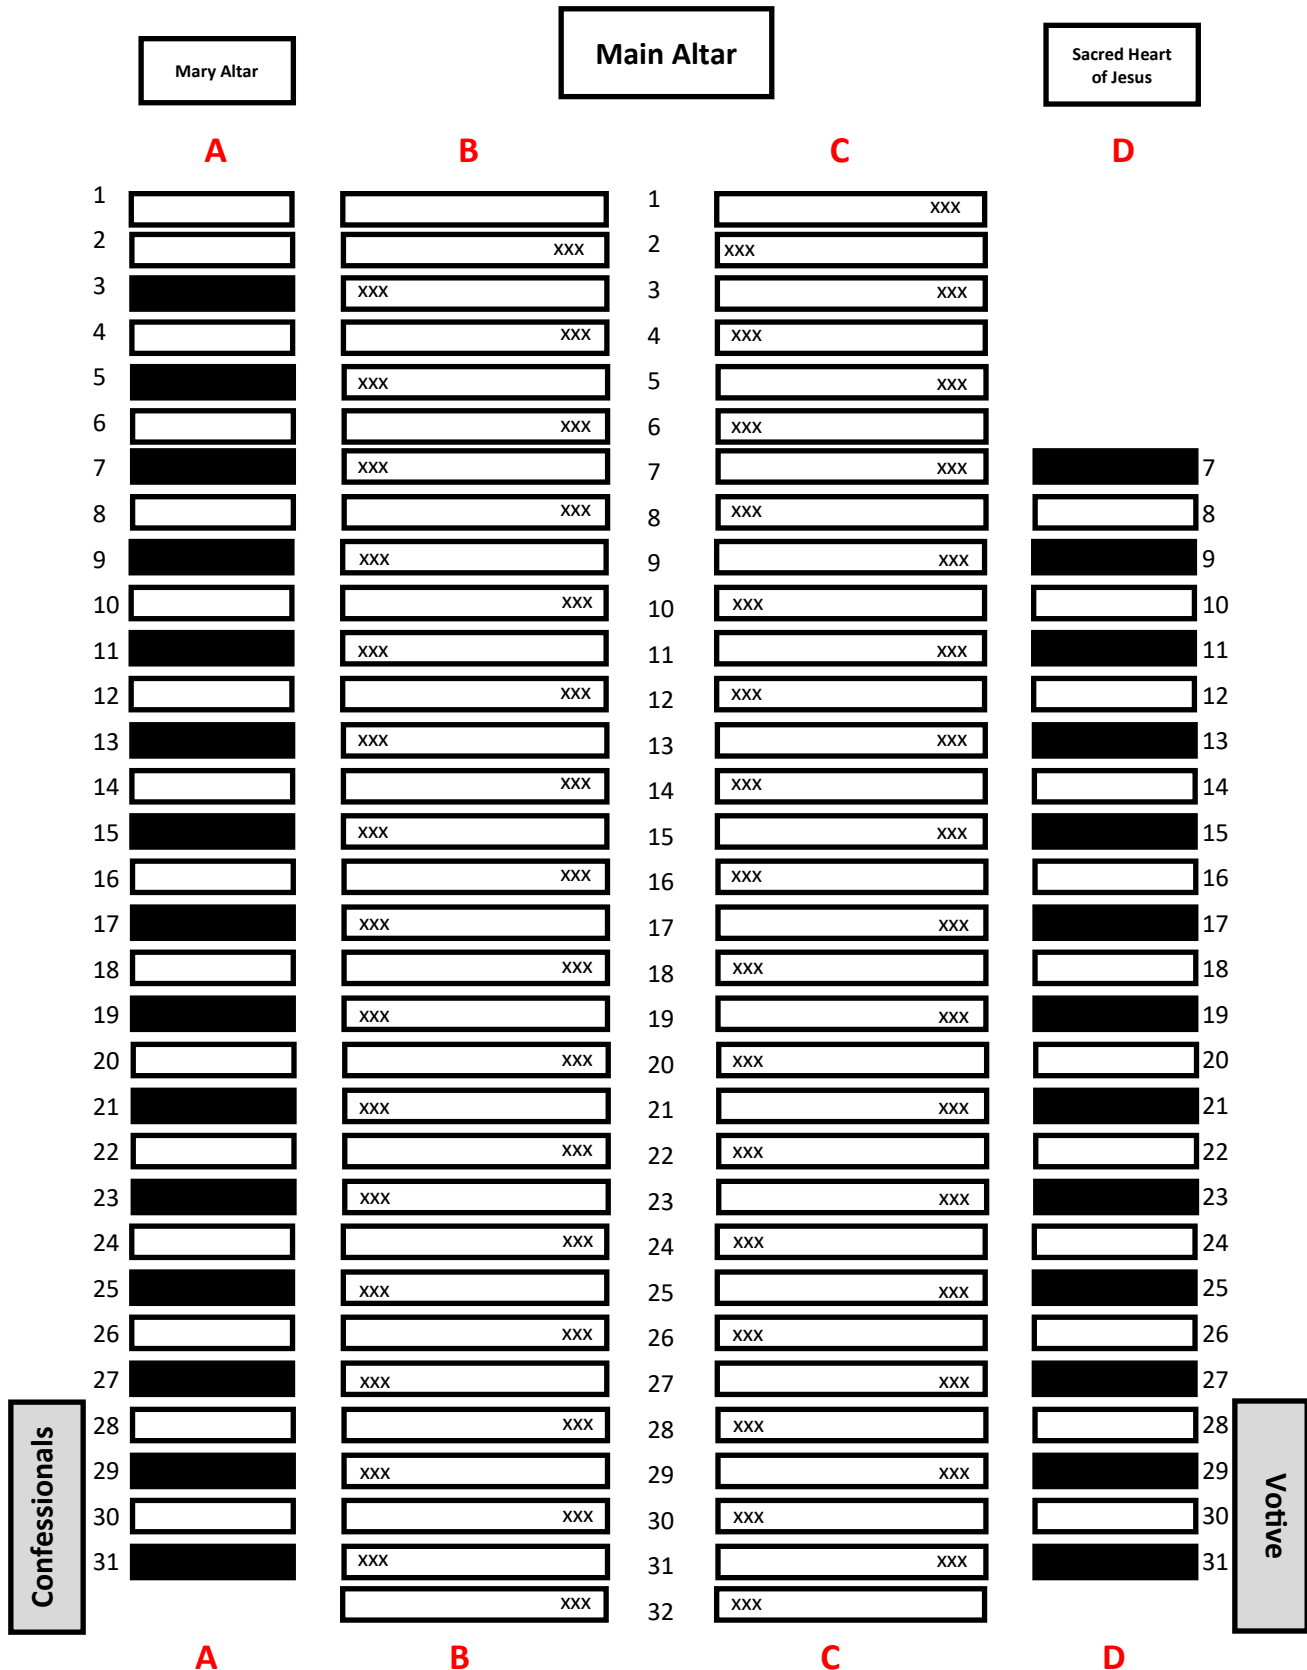 Main Altar
Mary Altar
Sacred Heart
of Jesus
A B C D
1 1 xxx
2 xxx 2 xxx
3 xxx 3 xxx
4 xxx 4 xxx
5 xxx 5 xxx
6 xxx 6 xxx
7 xxx 7 xxx 7
8 xxx 8 xxx 8
9 xxx 9 xxx 9
10 xxx 10 xxx 10
11 xxx 11 xxx 11
12 xxx 12 xxx 12
13 xxx 13 xxx 13
14 xxx 14 xxx 14
15 xxx 15 xxx 15
16 xxx 16 xxx 16
17 xxx 17 xxx 17
18 xxx 18 xxx 18
19 xxx 19 xxx 19
20 xxx 20 xxx 20
21 xxx 21 xxx 21
22 xxx 22 xxx 22
23 xxx 23 xxx 23
24 xxx 24 xxx 24
25 xxx 25 xxx 25
26 xxx 26 xxx 26
27 xxx 27 xxx 27
28 xxx 28 xxx 28
29 xxx 29 xxx 29
30 xxx 30 xxx 30
31 xxx 31 xxx 31
xxx 32 xxx
Confessionals
Votive
A B C D